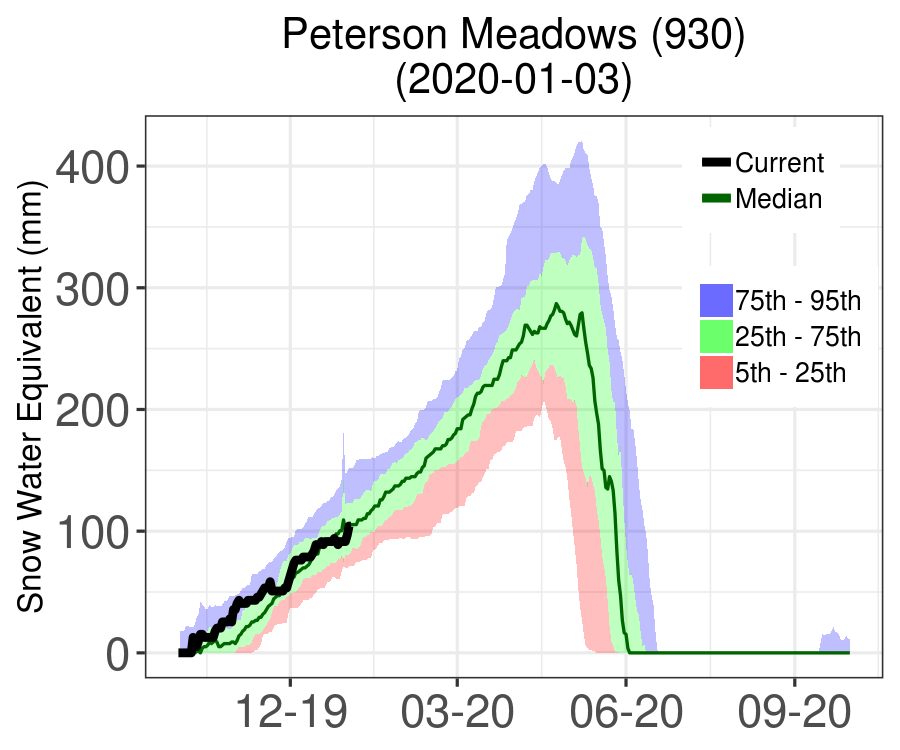 Peterson Meadows (930)
(2020-01-03)
Snow Water Equivalent (mm)
400
300
200
100
0
12-19
03-20
06-20
09-20
Current
Median
75th - 95th
25th - 75th
5th - 25th